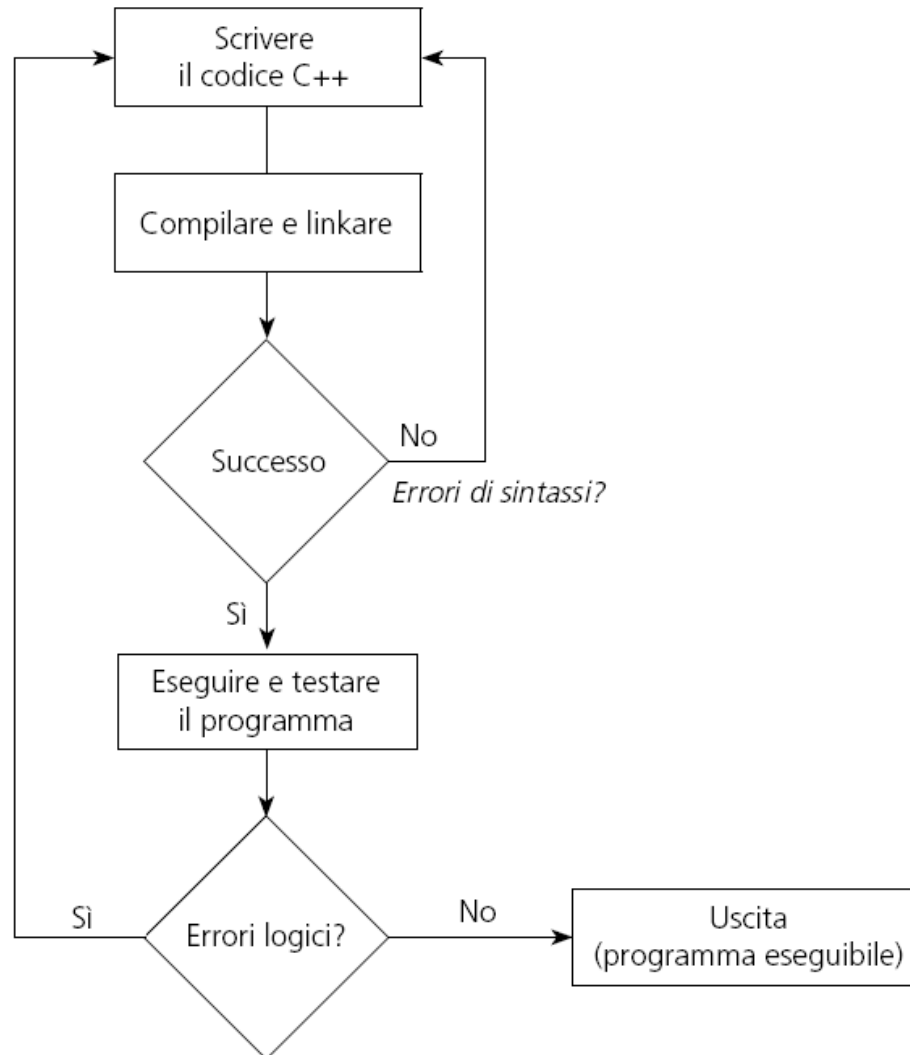 Scrivere
il codice C++
Compilare e linkare
Successo
No
Errori di sintassi?
Sì
Eseguire e testare
il programma
Errori logici?
Sì
No
Uscita
(programma eseguibile)